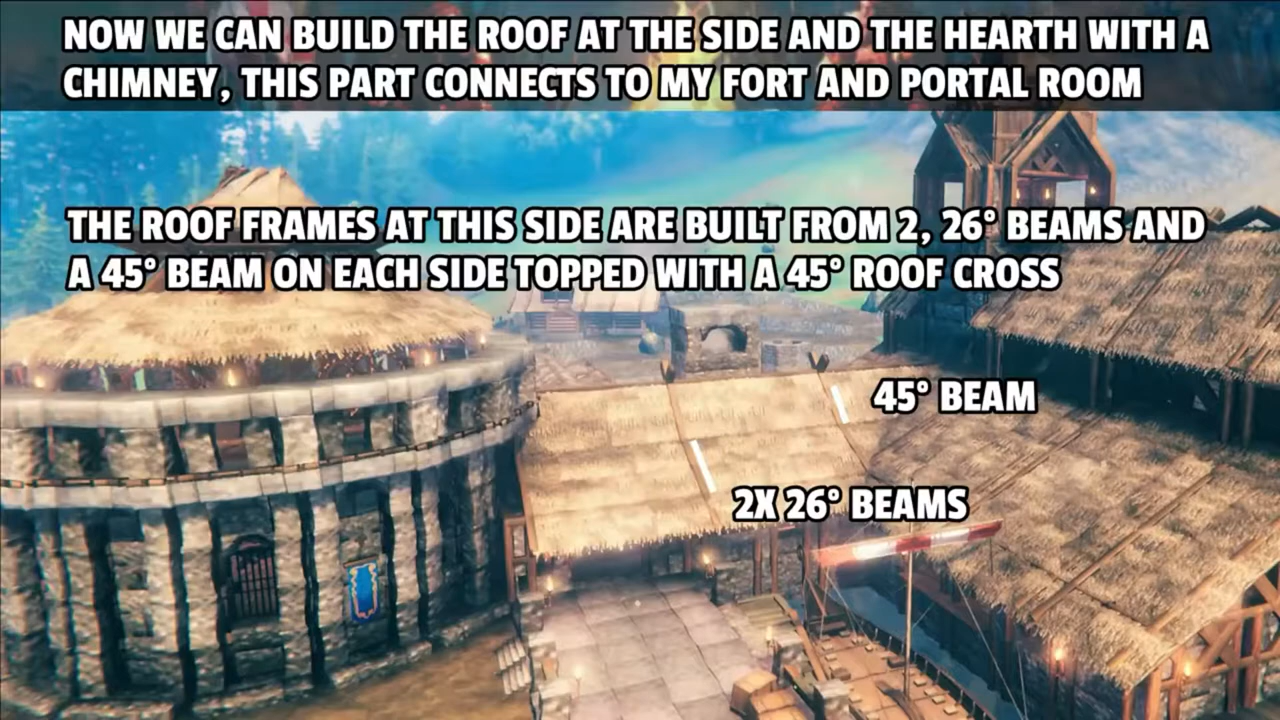 NOW WE CAN BUILD THE ROOF AT THE SIDE AND THE HEARTH WITH A
CHIMNEY, THIS PART CONNECTS TO MY FORT AND PORTAL ROOM
THE ROOF FRAMES AT THIS SIDE ARE BUILT FROM 2, 26° BEAMS AND
A 45° BEAM ON EACH SIDE TOPPED WITH A 45° ROOF CROSS
45° BEAM
2X 26° BEAMS